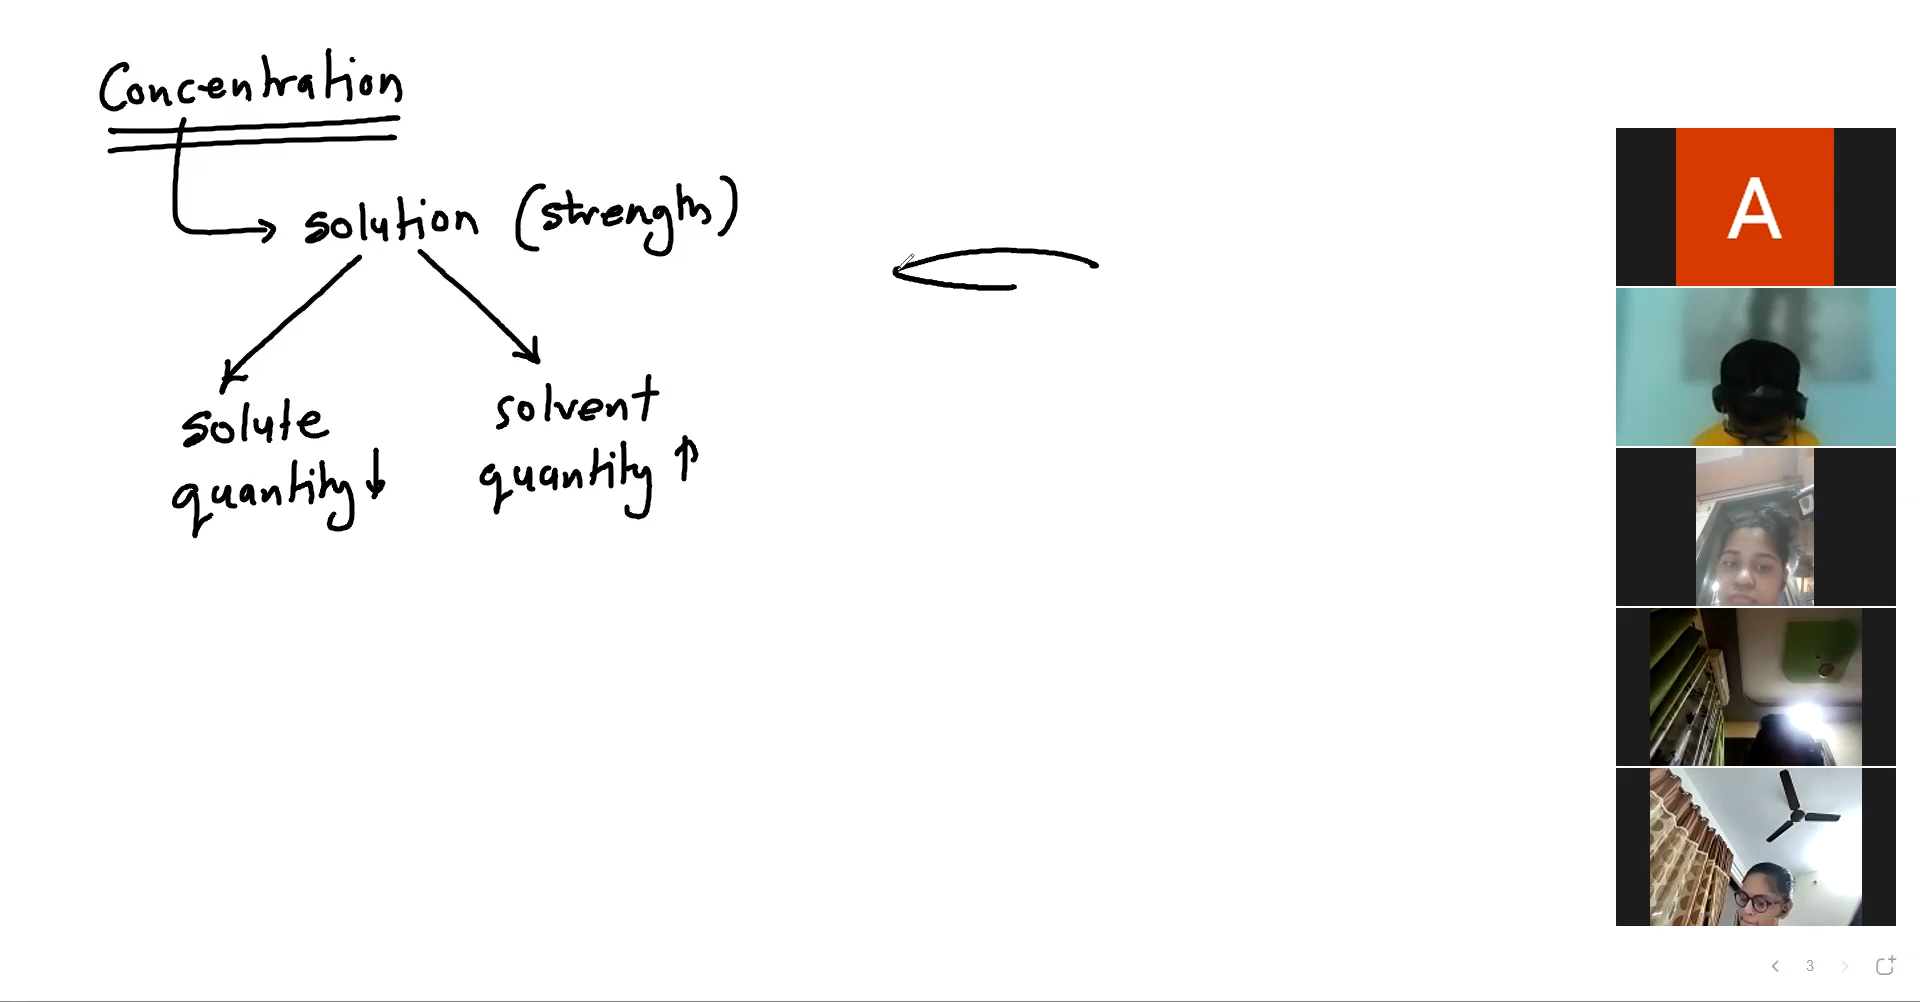 Concentration
solution (strength)
solute
quantity ↓
solvent
quantity ↑
A
3